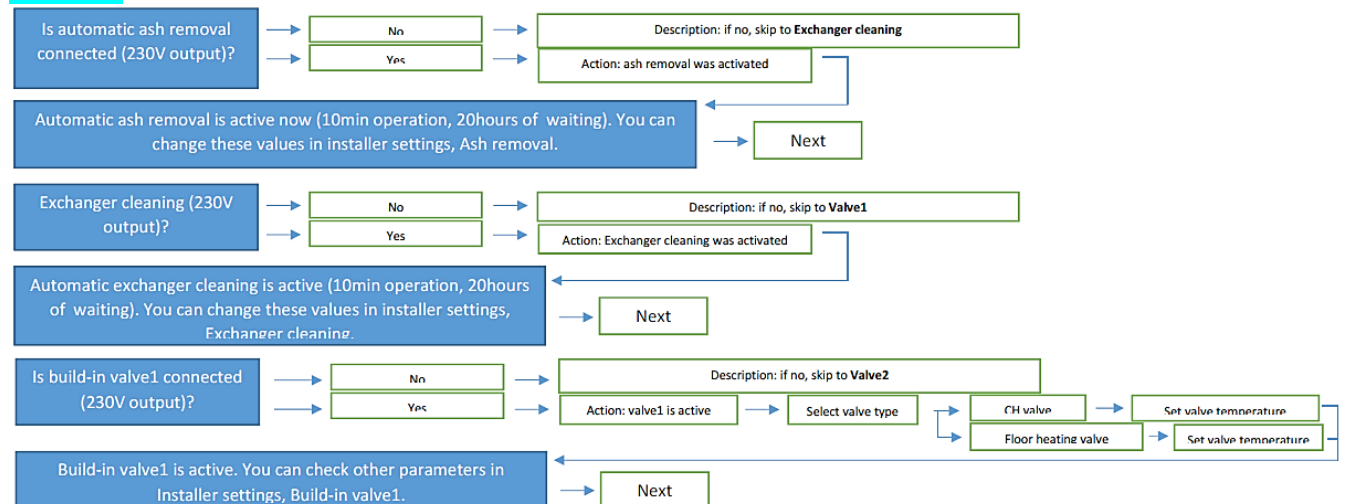 Is automatic ash removal
connected (230V output)?
No
Description: if no, skip to Exchanger cleaning
Yes
Action: ash removal was activated
Automatic ash removal is active now (10min operation, 20hours of waiting). You can
change these values in installer settings, Ash removal.
Next
Exchanger cleaning (230V
output)?
No
Description: if no, skip to Valve1
Yes
Action: Exchanger cleaning was activated
Automatic exchanger cleaning is active (10min operation, 20hours
of waiting). You can change these values in installer settings,
Exchanger cleaning.
Next
Is build-in valve1 connected
(230V output)?
No
Description: if no, skip to Valve2
Yes
Action: valve1 is active
Select valve type
CH valve
Set valve temperature
Floor heating valve
Set valve temperature
Build-in valve1 is active. You can check other parameters in
Installer settings, Build-in valve1.
Next